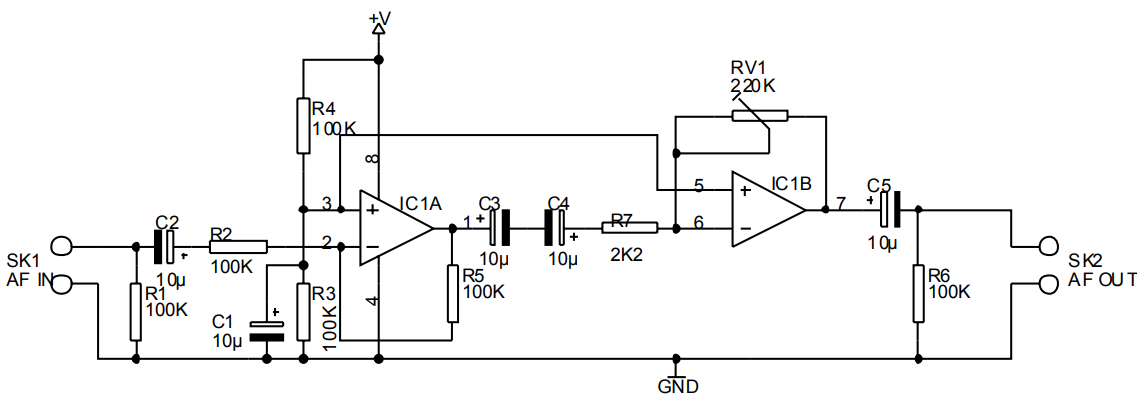 +V
RV1
220K
R4
100K
8
3
+
IC1A
5
+
IC1B
C2
+
10µ
R2
100K
2
−
1
C3
+
10µ
C4
+
10µ
R7
2K2
6
−
7
C5
+
10µ
SK1
AF IN
R1
100K
C1
+
10µ
R3
100K
4
R5
100K
R6
100K
SK2
AF OUT
GND